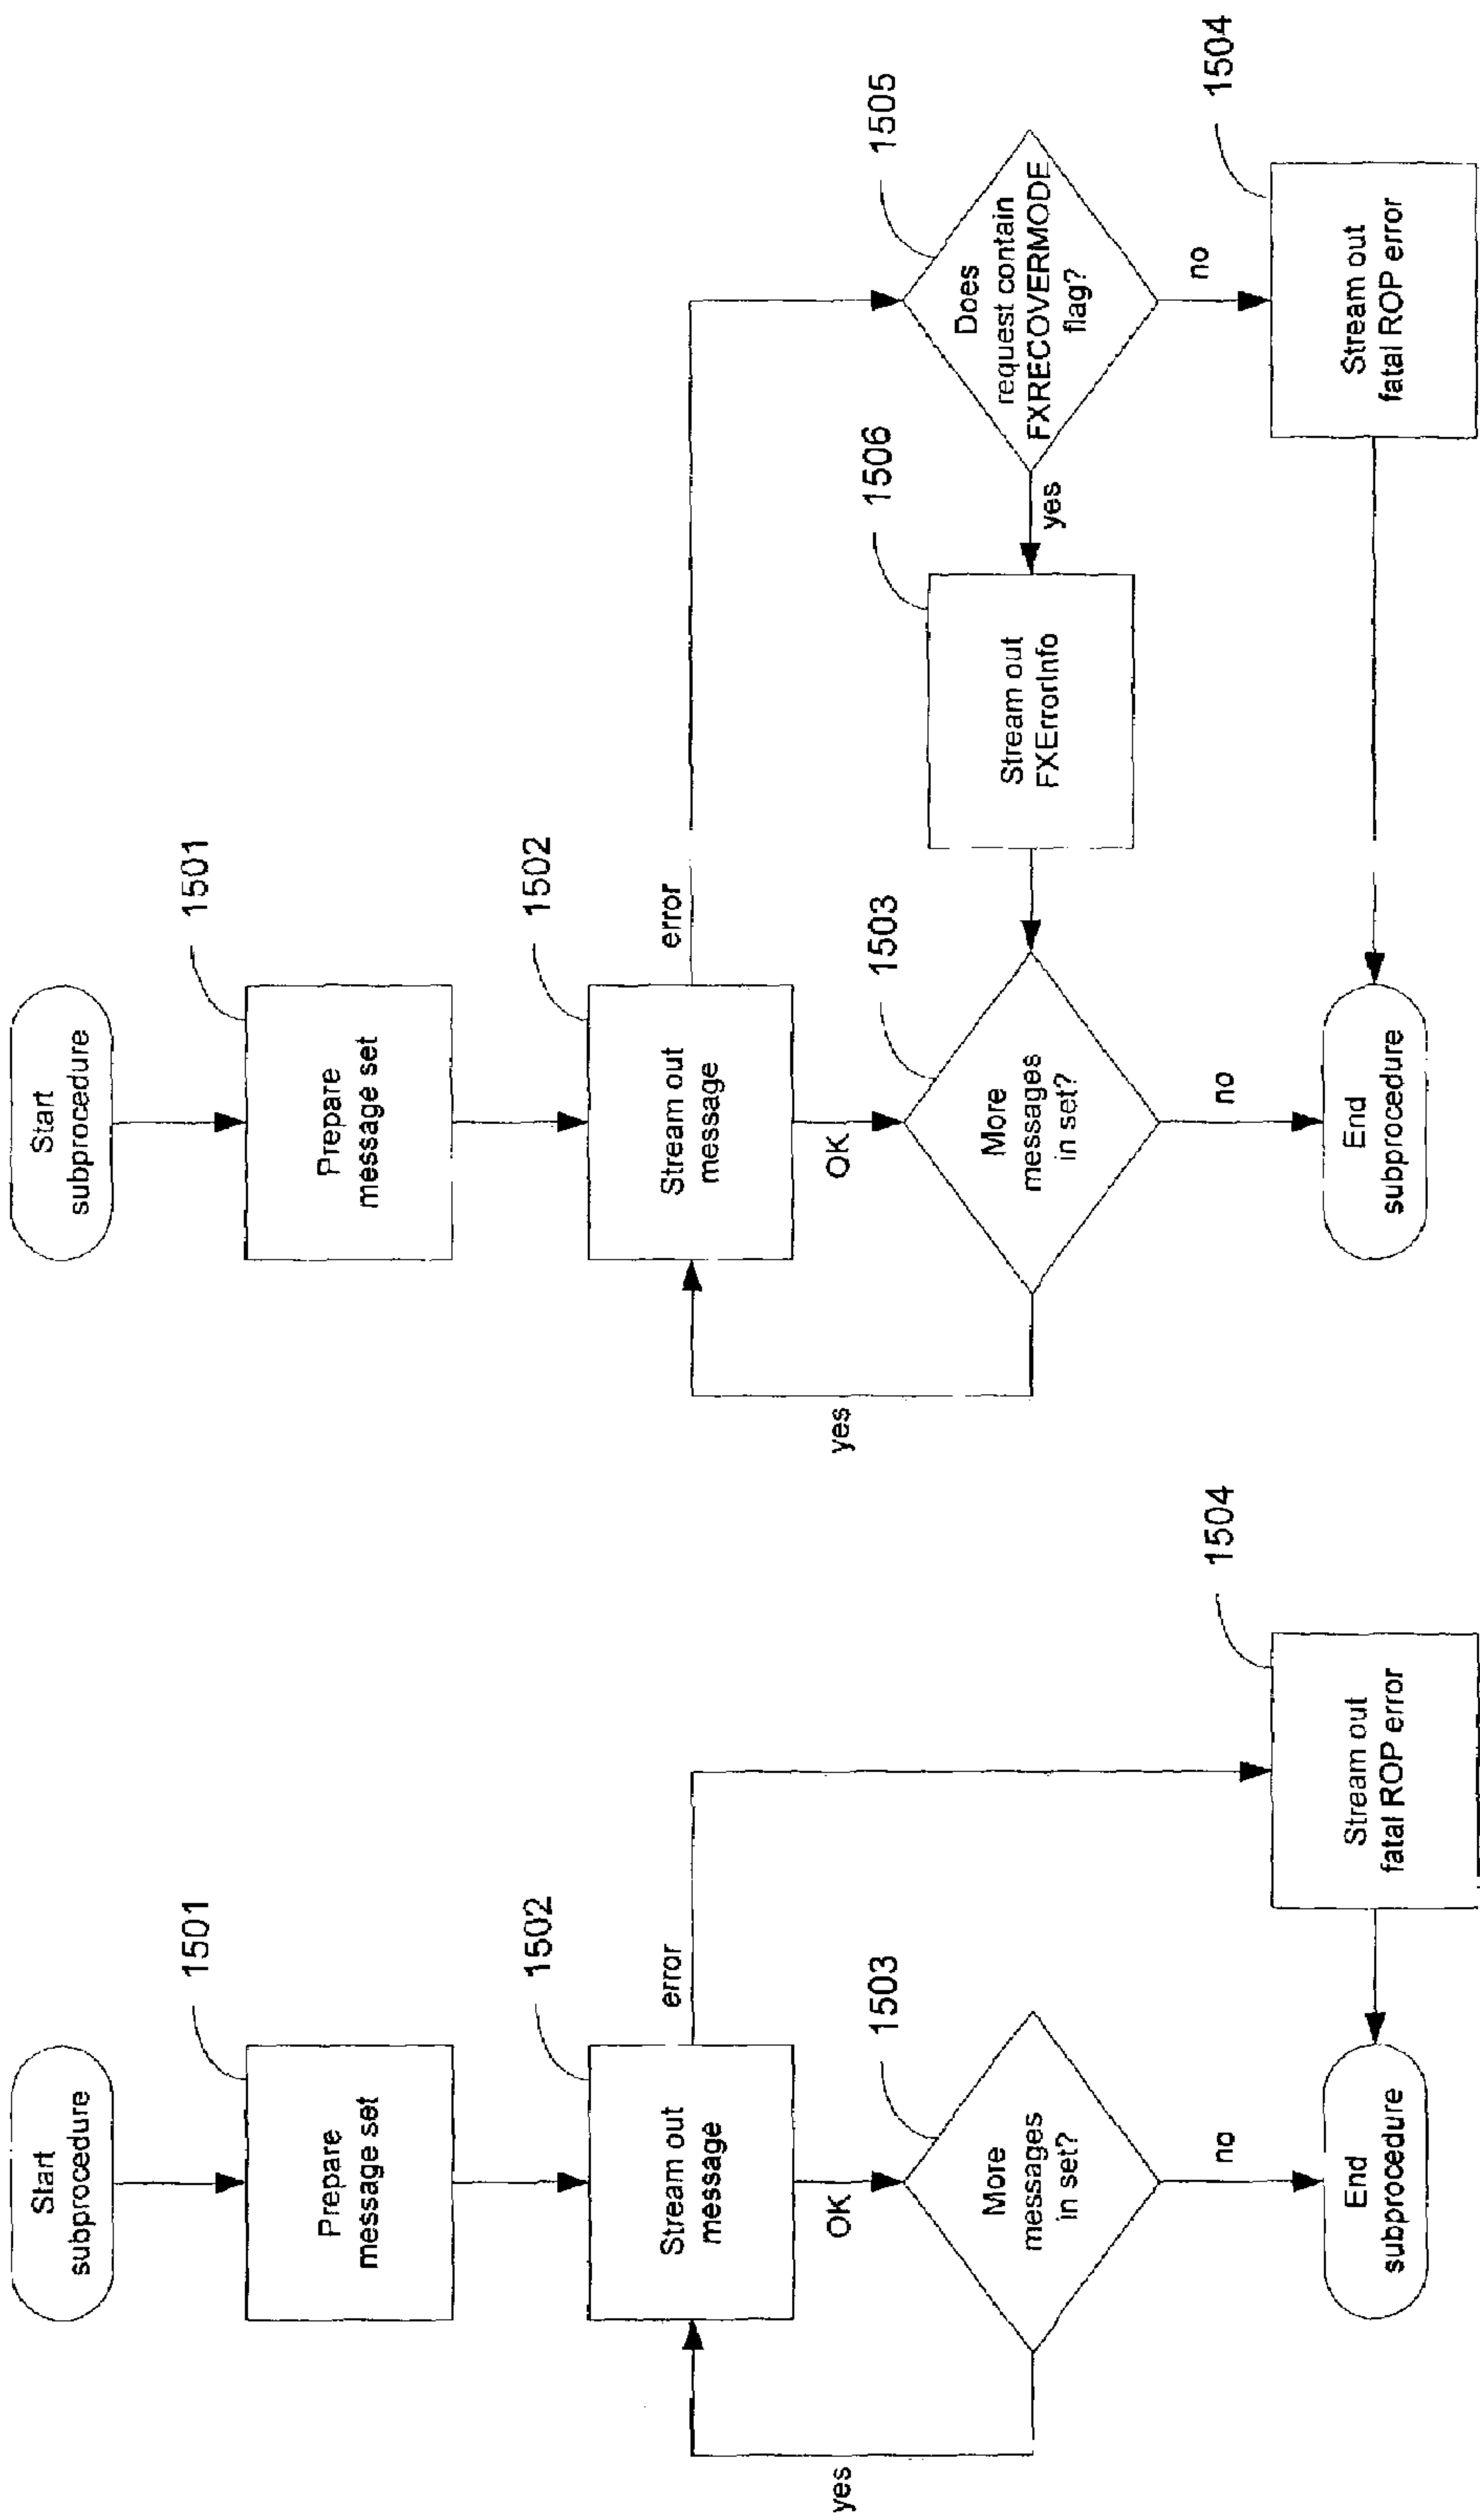 Start
subprocedure
1501
Prepare
message set
1502
Stream out
message
error
OK
1503
More
messages
in set?
yes
no
1504
Stream out
fatal ROP error
End
subprocedure
Start
subprocedure
1501
Prepare
message set
1502
Stream out
message
error
OK
1503
More
messages
in set?
yes
no
1506
Stream out
FXErrorInfo
yes
1505
Does
request contain
FXRECOVERMODE
flag?
no
1504
Stream out
fatal ROP error
End
subprocedure